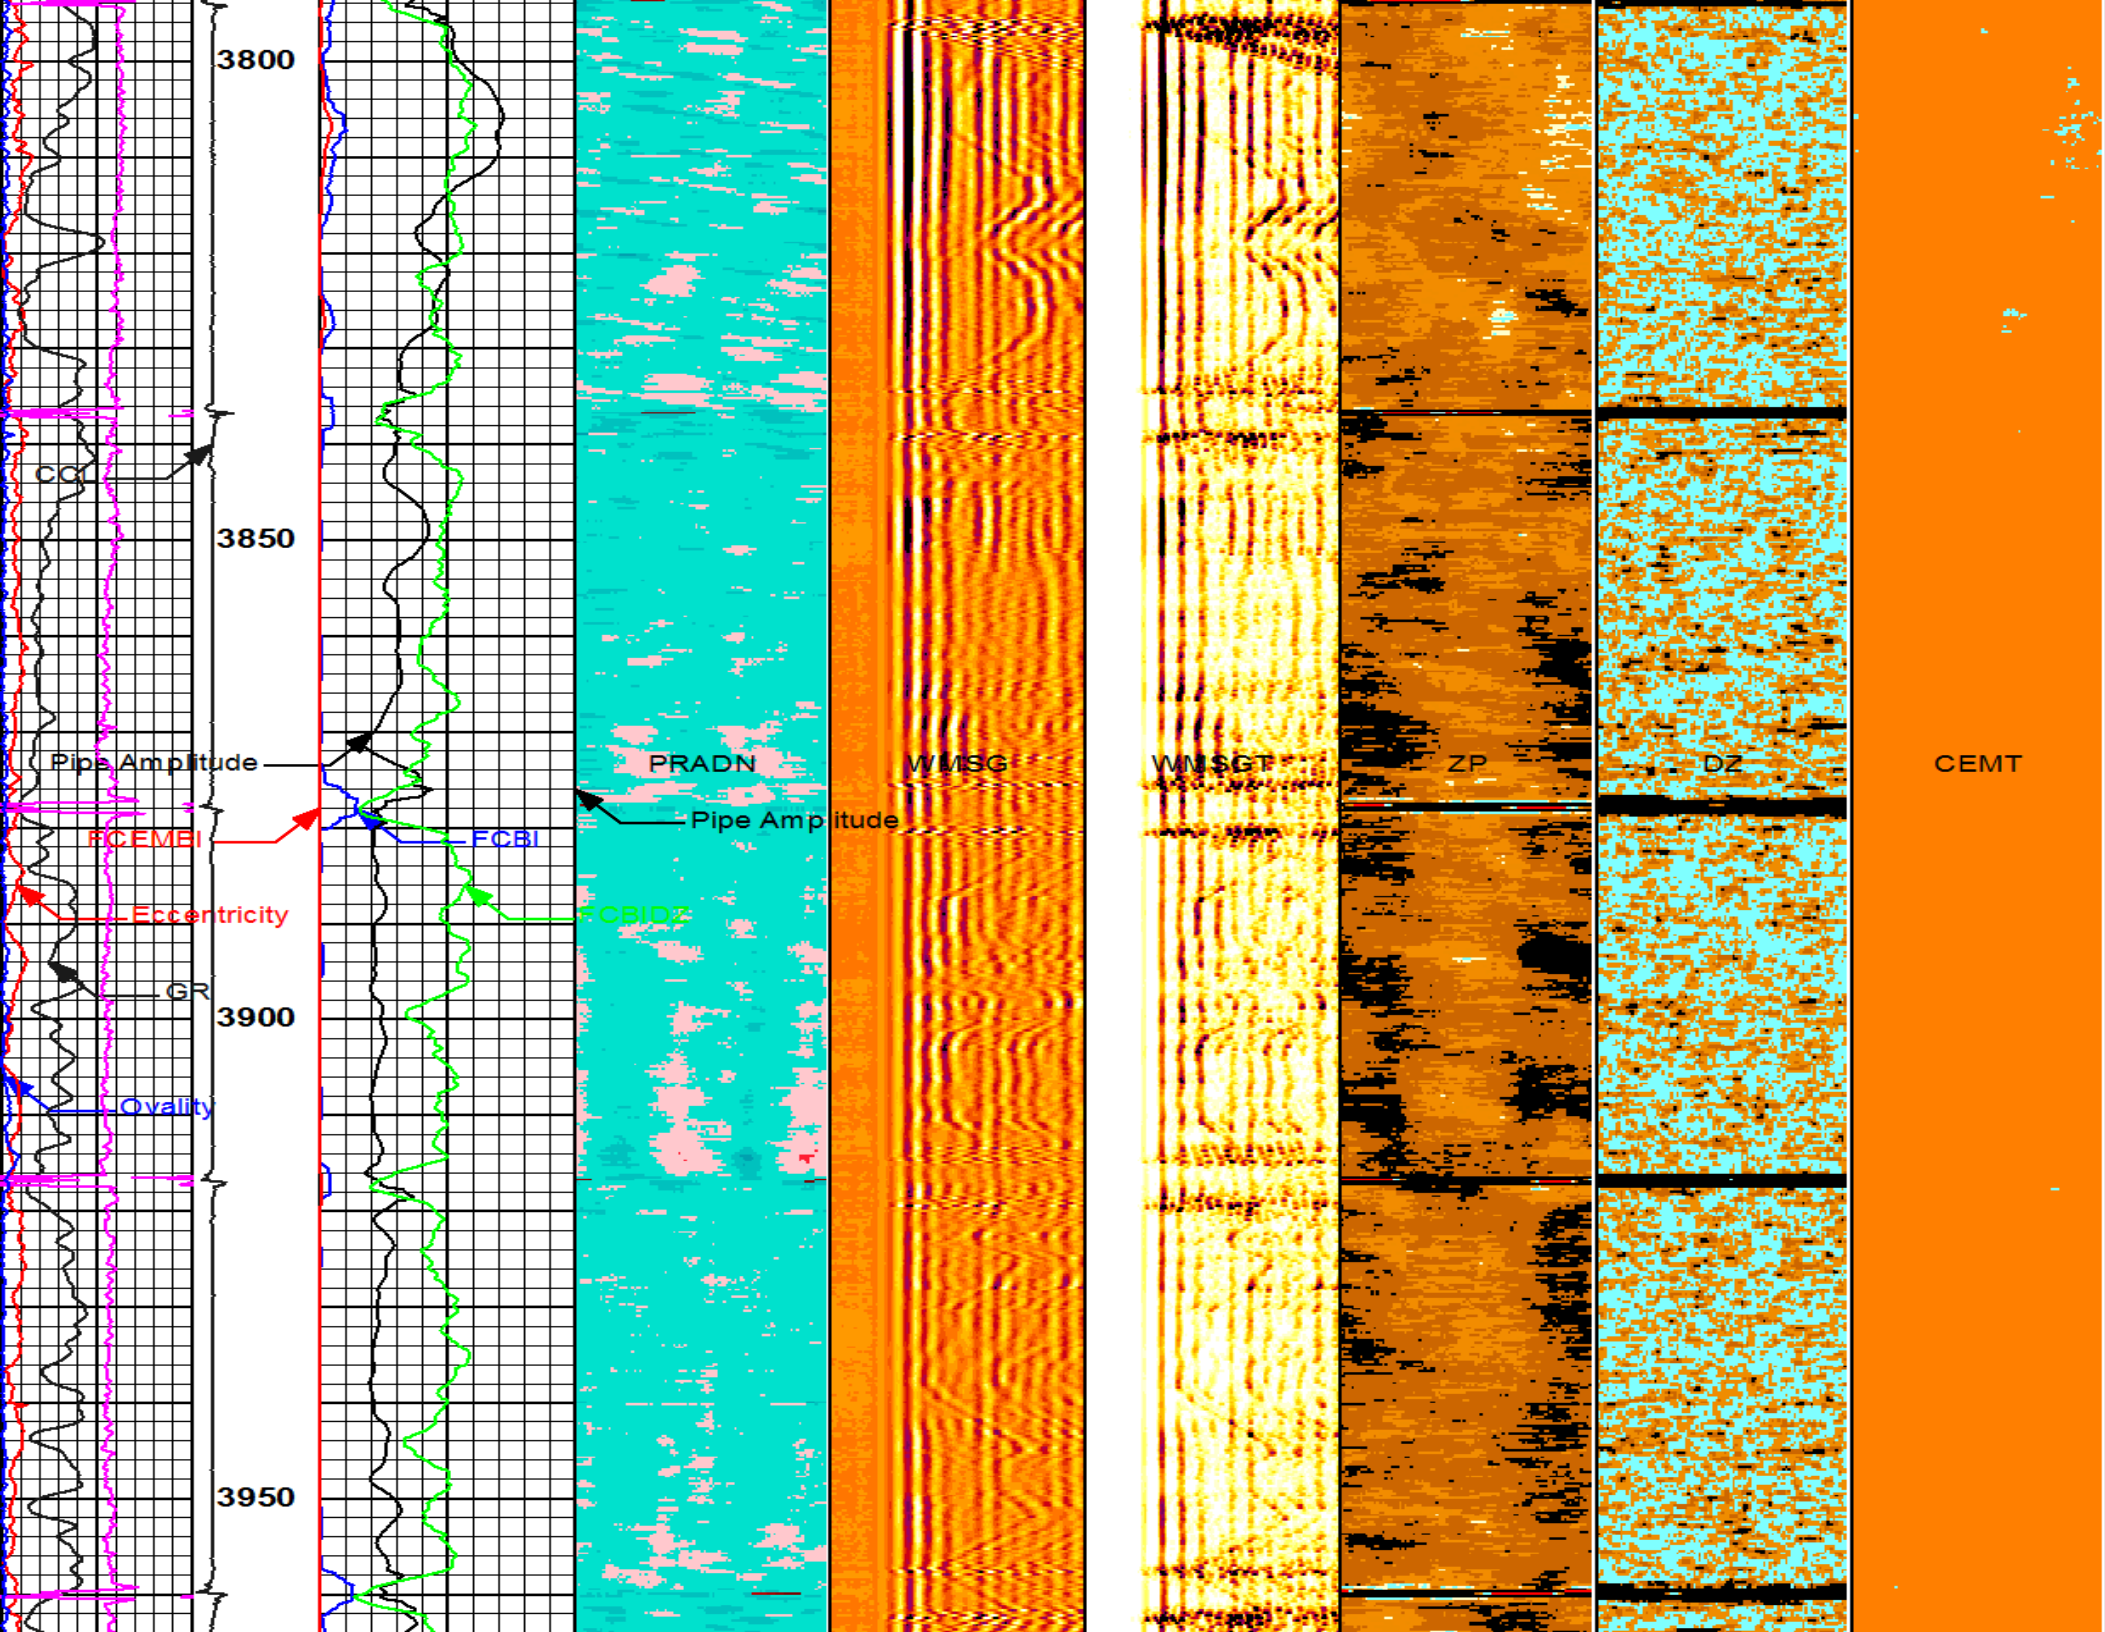 3800
CCL
3850
Pipe Amplitude
PRADN
WMSG
WMSGT
ZP
DZ
CEMT
Pipe Amplitude
FCEMBI
FCBI
Eccentricity
FCBIDZ
GR
3900
Ovality
3950